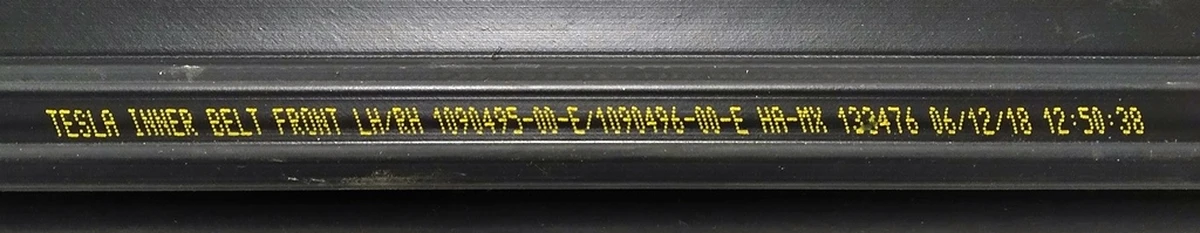 TESLA INNER BELT FRONT LH/RH 1090495-00-E/1090496-00-E HA-MX 133476 06/12/18 12:50:38